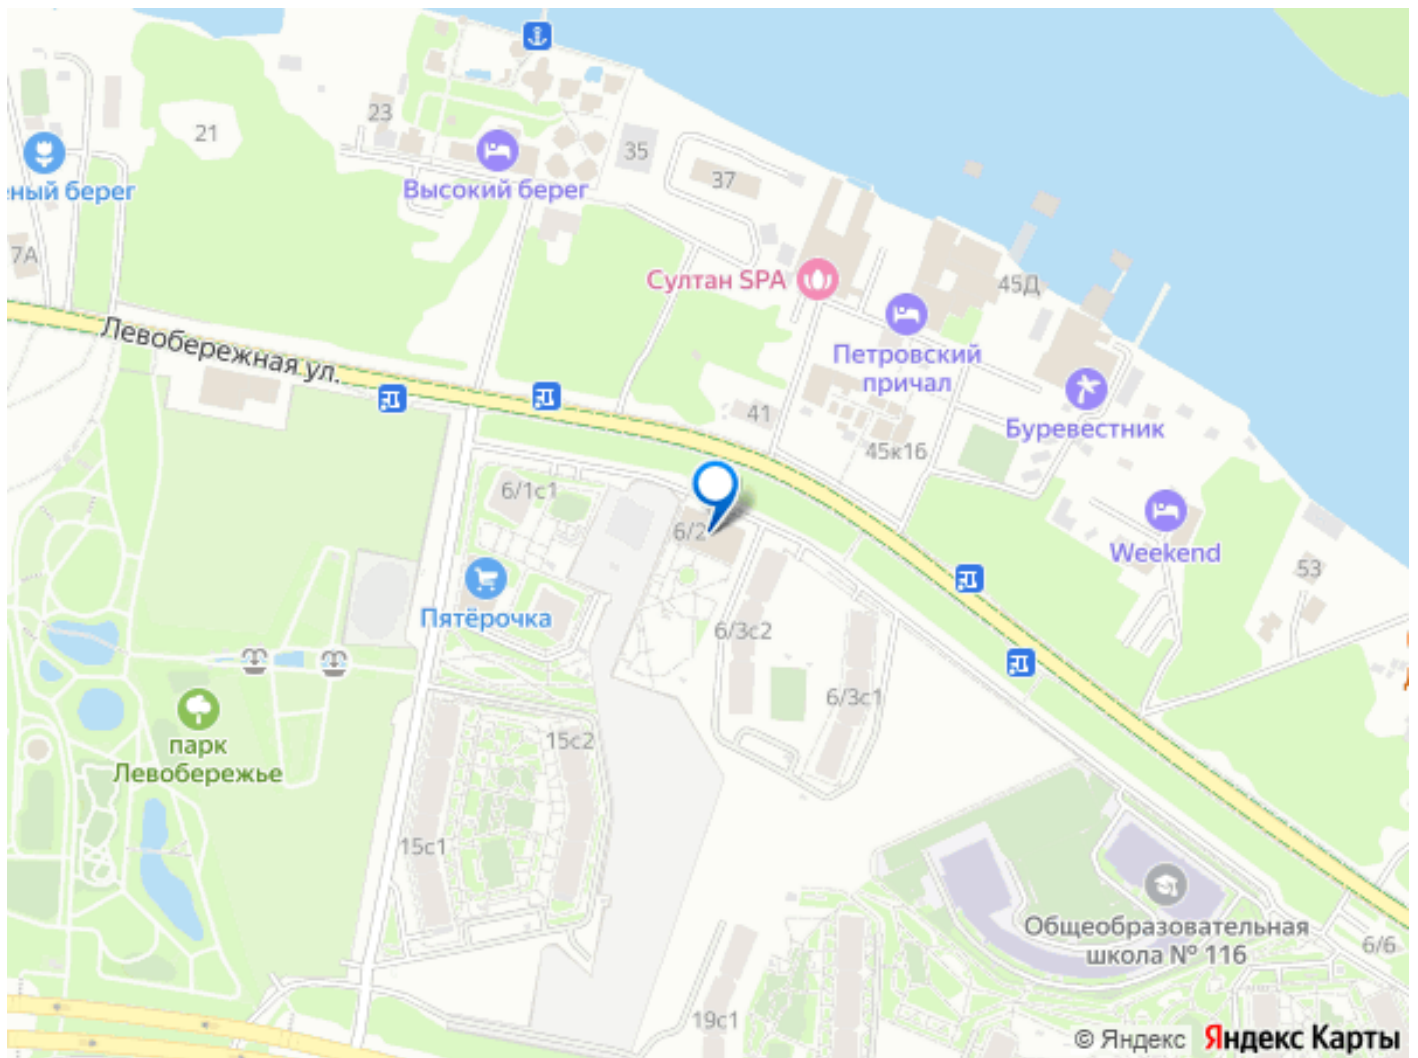 23
21
35
еный берег
Высокий берег
37
7А
Султан SPA
45Д
Левобережная ул.
Петровский
причал
41
Буревестник
45к16
6/1с1
6/2
Weekend
53
Пятёрочка
6/3с2
6/3с1
парк
Левобережье
15с2
15с1
Общеобразовательная
школа № 116
6/6
19с1
© Яндекс Яндекс Карты